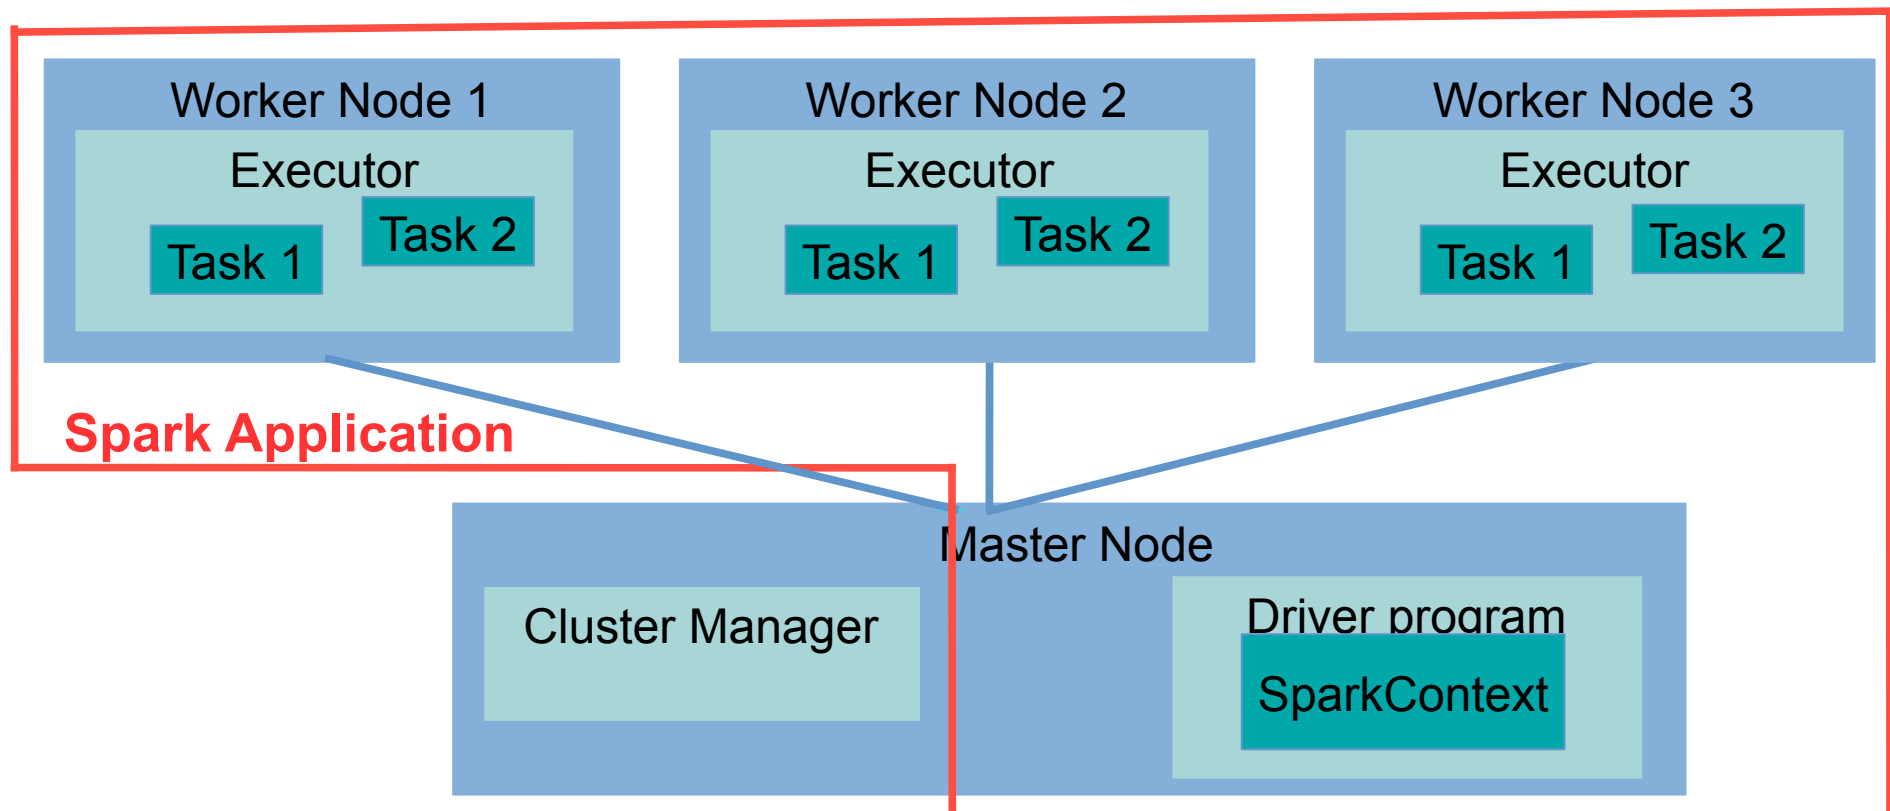 Worker Node 1
Executor
Task 1
Task 2
Worker Node 2
Executor
Task 1
Task 2
Worker Node 3
Executor
Task 1
Task 2
Spark Application
Master Node
Cluster Manager
Driver program
SparkContext